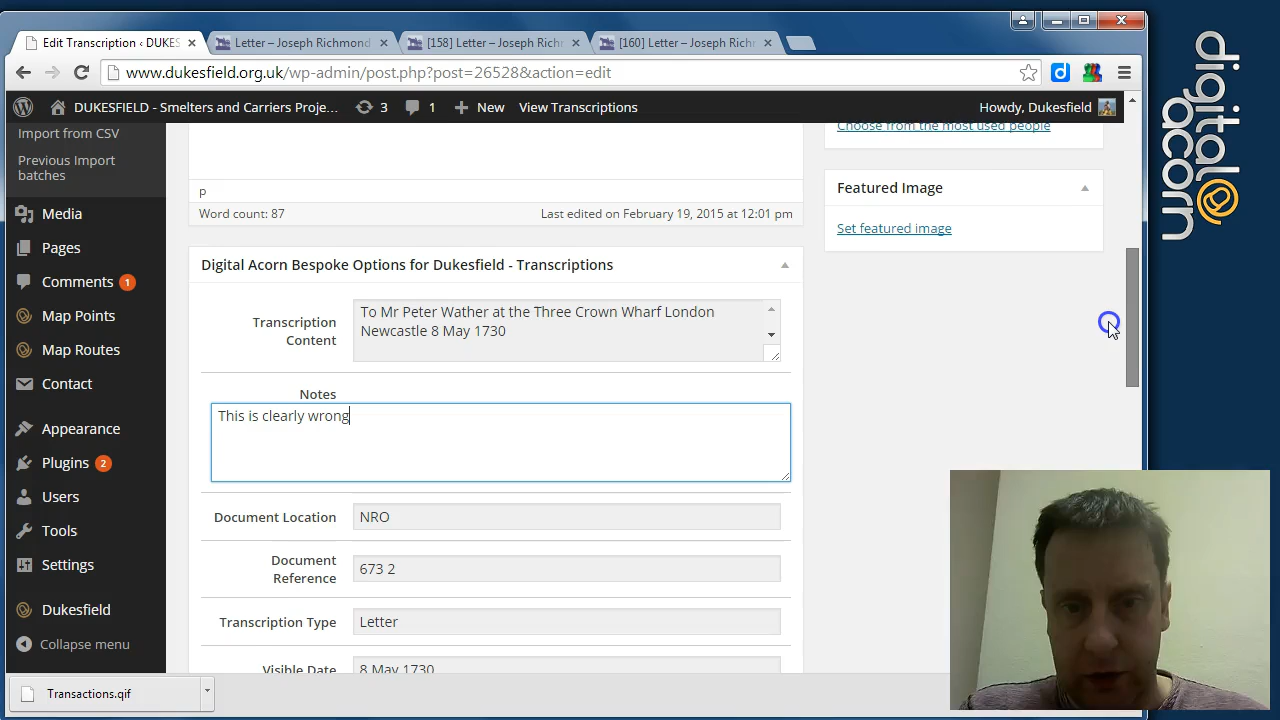 Edit Transcription ‹ DUKES
Letter – Joseph Richmond
[158] Letter – Joseph Richm
[160] Letter – Joseph Richm
www.dukesfield.org.uk/wp-admin/post.php?post=26528&action=edit
DUKESFIELD - Smelters and Carriers Proje...
3
1
New
View Transcriptions
Howdy, Dukesfield
Import from CSV
Previous Import
batches
Media
Pages
Comments 1
Map Points
Map Routes
Contact
Appearance
Plugins 2
Users
Tools
Settings
Dukesfield
Collapse menu
p
Word count: 87
Last edited on February 19, 2015 at 12:01 pm
Choose from the most used people
Featured Image
Set featured image
Digital Acorn Bespoke Options for Dukesfield - Transcriptions
Transcription
Content
To Mr Peter Wather at the Three Crown Wharf London
Newcastle 8 May 1730
Notes
This is clearly wrong
Document Location
NRO
Document
Reference
673 2
Transcription Type
Letter
Visible Date
8 May 1730
Transactions.qif
digital@
acorn